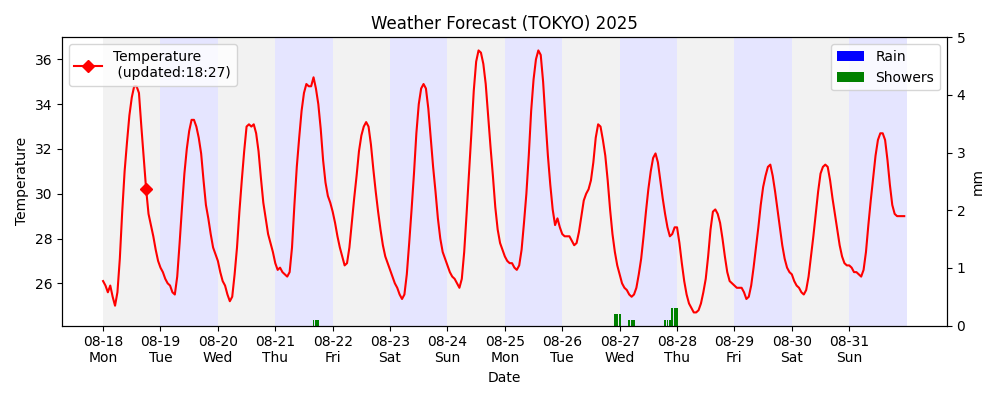 Weather Forecast (TOKYO) 2025
Temperature
(updated:18:27)
Rain
Showers
Temperature
36
34
32
30
28
26
5
4
3
2
1
0
mm
08-18 08-19 08-20 08-21 08-22 08-23 08-24 08-25 08-26 08-27 08-28 08-29 08-30 08-31
Mon Tue Wed Thu Fri Sat Sun Mon Tue Wed Thu Fri Sat Sun
Date